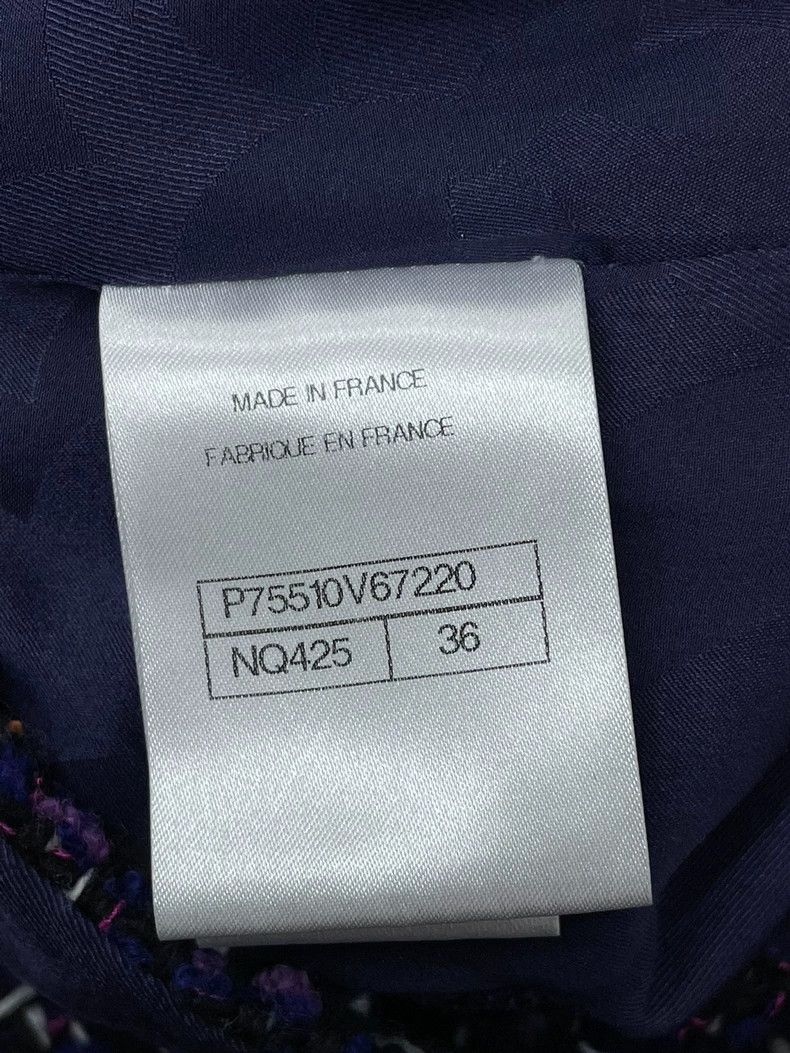 MADE IN FRANCE
FABRIQUE EN FRANCE
P75510V67220
NQ425 36